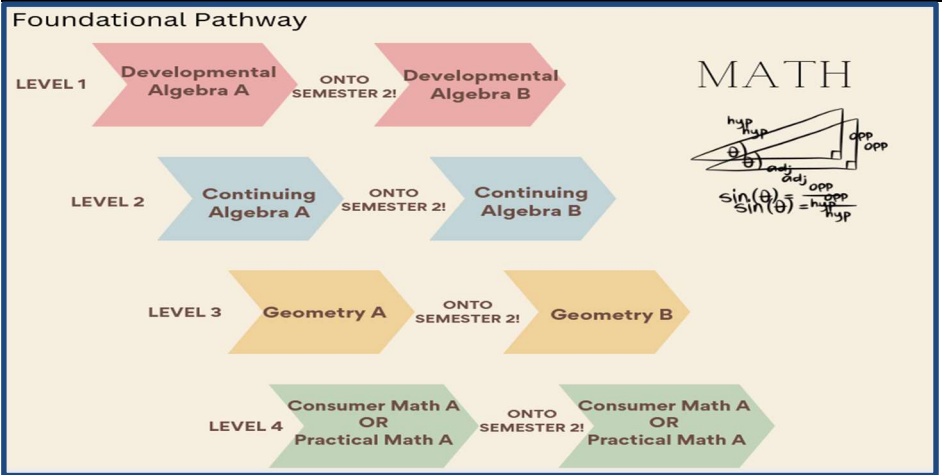 Foundational Pathway
LEVEL 1
Developmental
Algebra A
ONTO
SEMESTER 2!
Developmental
Algebra B
MATH
hyp
hyp
opp
opp
θ
θ
adj
adj
sin(θ) = opp
hyp
sin(θ) = opp
hyp
LEVEL 2
Continuing
Algebra A
ONTO
SEMESTER 2!
Continuing
Algebra B
LEVEL 3
Geometry A
ONTO
SEMESTER 2!
Geometry B
LEVEL 4
Consumer Math A
OR
Practical Math A
ONTO
SEMESTER 2!
Consumer Math A
OR
Practical Math A